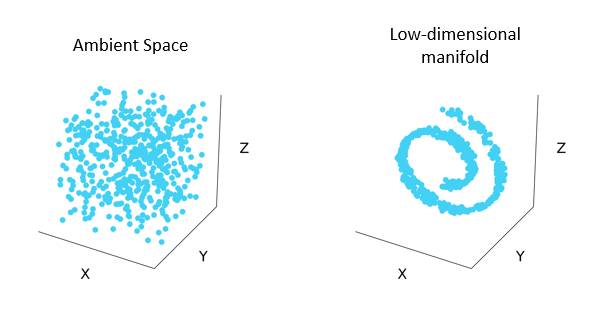 Ambient Space
Low-dimensional
manifold
Z
Y
X
Z
Y
X